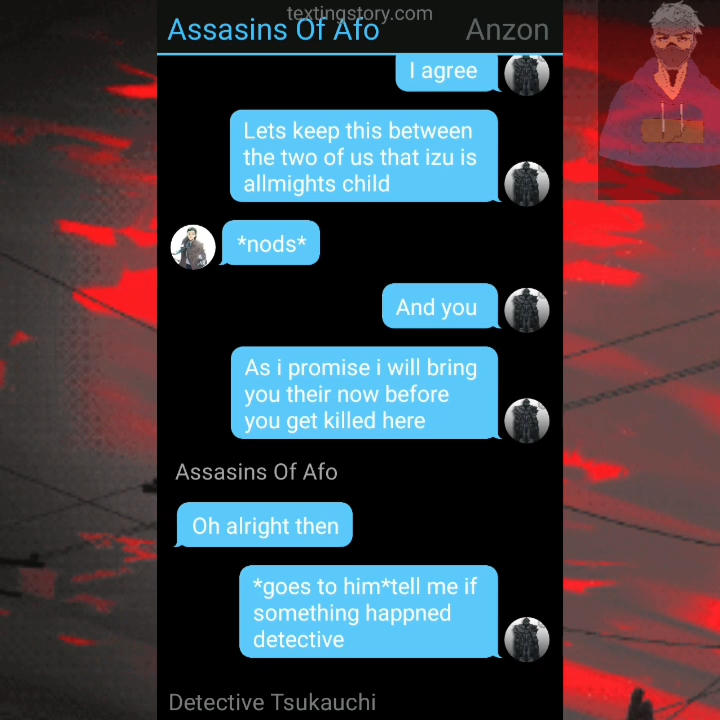 textingstory.com
Assasins Of Afo
Anzon
I agree
Lets keep this between
the two of us that izu is
allmights child
*nods*
And you
As i promise i will bring
you their now before
you get killed here
Assasins Of Afo
Oh alright then
*goes to him*tell me if
something happned
detective
Detective Tsukauchi